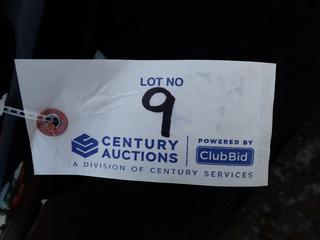 LOT NO
9
CENTURY AUCTIONS
POWERED BY
ClubBid
A DIVISION OF CENTURY SERVICES